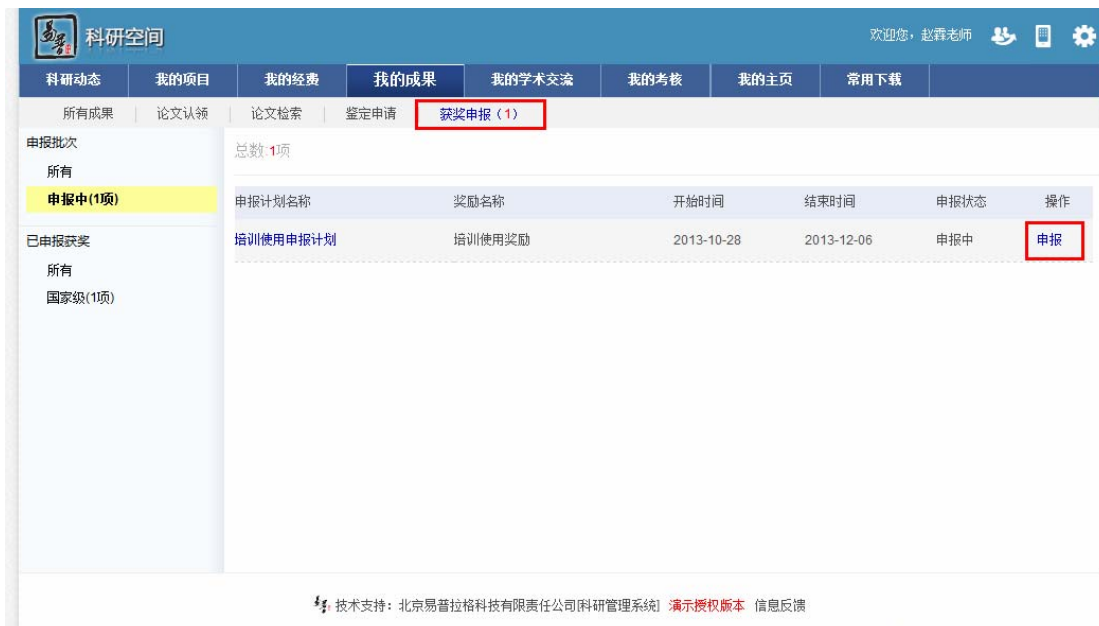 易普 科研空间 欢迎您，赵霖老师
科研动态 我的项目 我的经费 我的成果 我的学术交流 我的考核 我的主页 常用下载
所有成果 论文认领 论文检索 鉴定申请 获奖申报（1）
申报批次
所有
申报中(1项)
已申报获奖
所有
国家级(1项)
总数:1项
申报计划名称 奖励名称 开始时间 结束时间 申报状态 操作
培训使用申报计划 培训使用奖励 2013-10-28 2013-12-06 申报中 申报
技术支持：北京易普拉格科技有限责任公司[科研管理系统] 演示授权版本 信息反馈